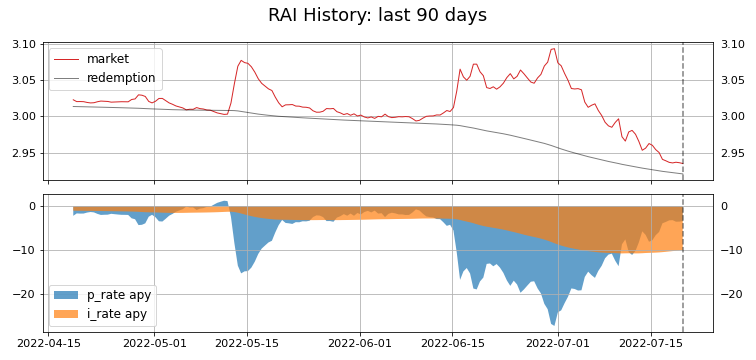 RAI History: last 90 days
3.10
3.05
3.00
2.95
market
redemption
3.10
3.05
3.00
2.95
0
−10
−20
p_rate apy
i_rate apy
0
−10
−20
2022-04-15 2022-05-01 2022-05-15 2022-06-01 2022-06-15 2022-07-01 2022-07-15